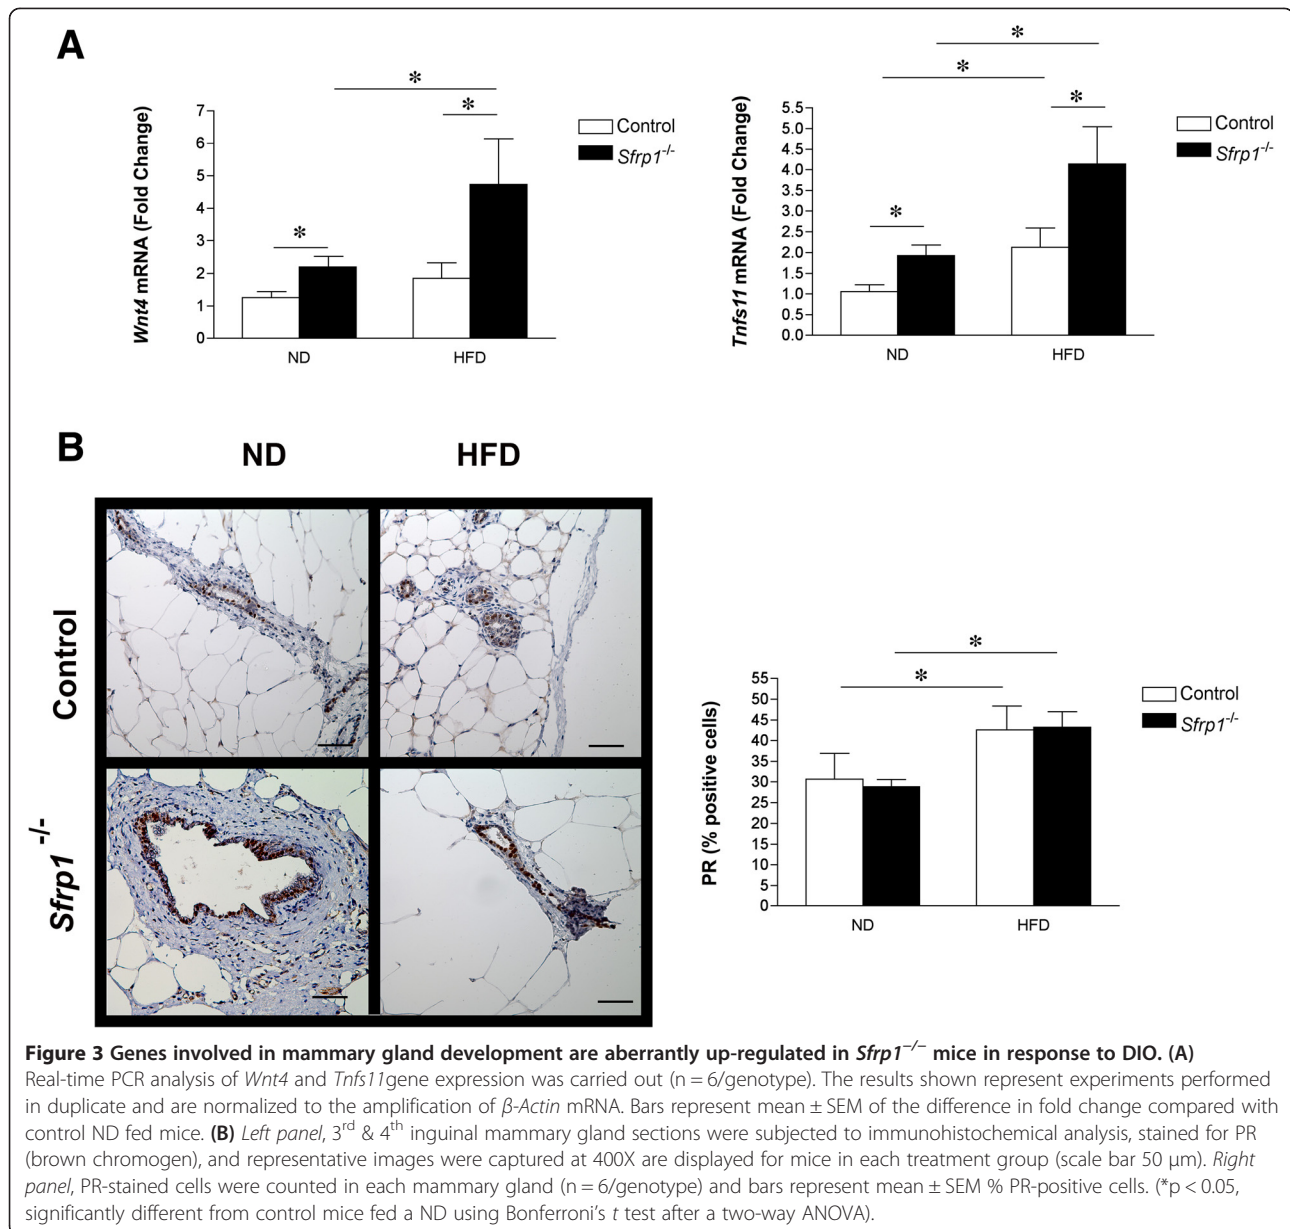 A
*
*
Wnt4 mRNA (Fold Change)
7
6
5
4
3
2
1
0
*
ND
HFD
Control
Sfrp1-/-
*
*
*
Tnfs11 mRNA (Fold Change)
5.5
5.0
4.5
4.0
3.5
3.0
2.5
2.0
1.5
1.0
0.5
0.0
*
ND
HFD
Control
Sfrp1-/-
B
ND
HFD
Control
Sfrp1 -/-
*
*
PR (% positive cells)
55
50
45
40
35
30
25
20
15
10
5
0
ND
HFD
Control
Sfrp1-/-
Figure 3 Genes involved in mammary gland development are aberrantly up-regulated in Sfrp1−/− mice in response to DIO. (A)
Real-time PCR analysis of Wnt4 and Tnfs11gene expression was carried out (n = 6/genotype). The results shown represent experiments performed
in duplicate and are normalized to the amplification of β-Actin mRNA. Bars represent mean ± SEM of the difference in fold change compared with
control ND fed mice. (B) Left panel, 3rd & 4th inguinal mammary gland sections were subjected to immunohistochemical analysis, stained for PR
(brown chromogen), and representative images were captured at 400X are displayed for mice in each treatment group (scale bar 50 μm). Right
panel, PR-stained cells were counted in each mammary gland (n = 6/genotype) and bars represent mean ± SEM % PR-positive cells. (*p < 0.05,
significantly different from control mice fed a ND using Bonferroni's t test after a two-way ANOVA).